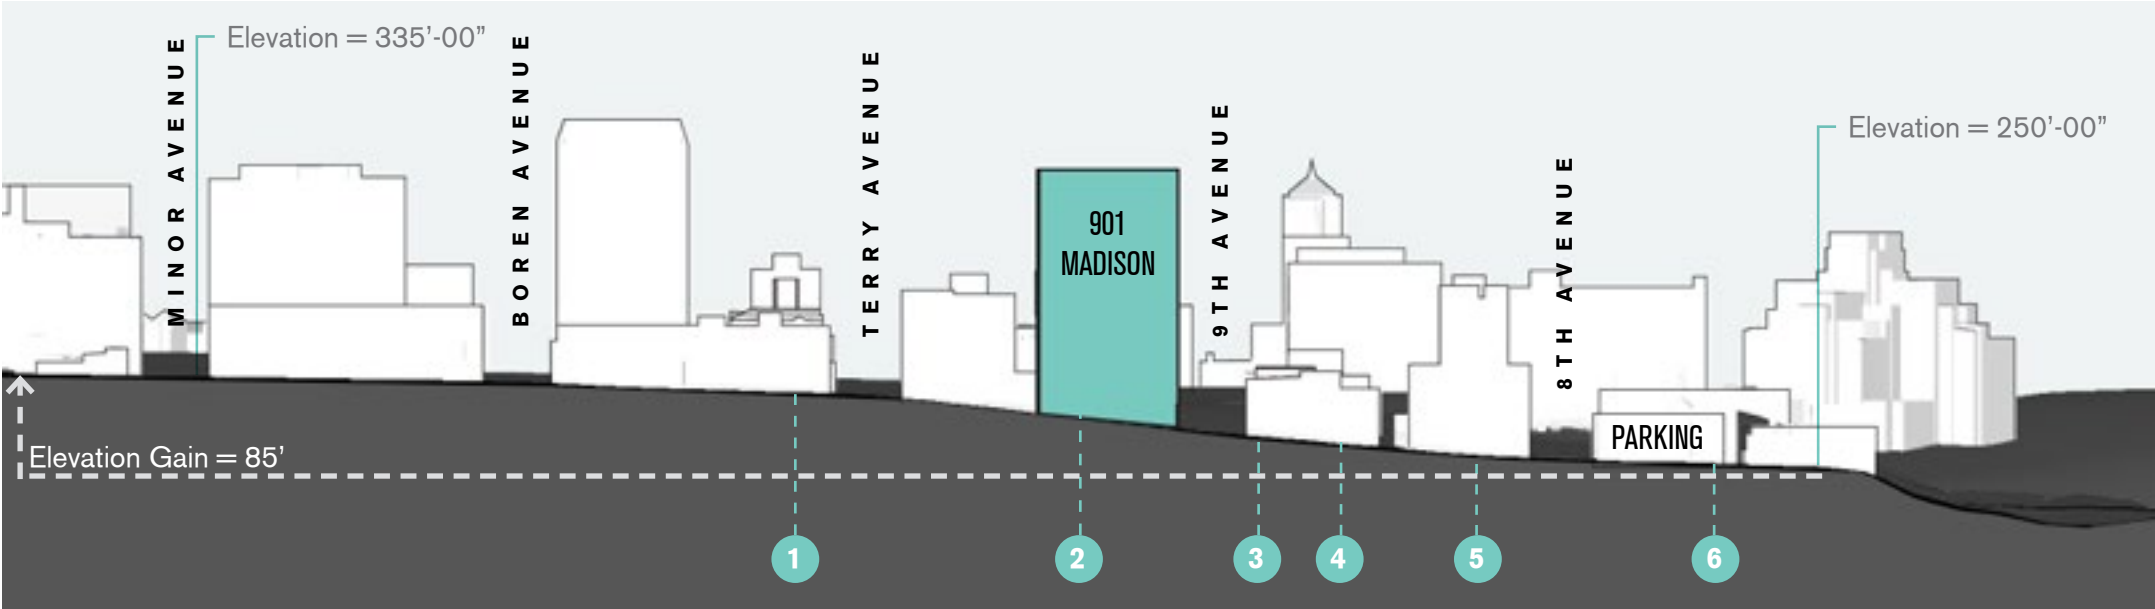 MINOR AVENUE
Elevation = 335’-00”
BOREN AVENUE
TERRY AVENUE
901
MADISON
9TH AVENUE
8TH AVENUE
Elevation = 250’-00”
PARKING
Elevation Gain = 85’
1
2
3
4
5
6